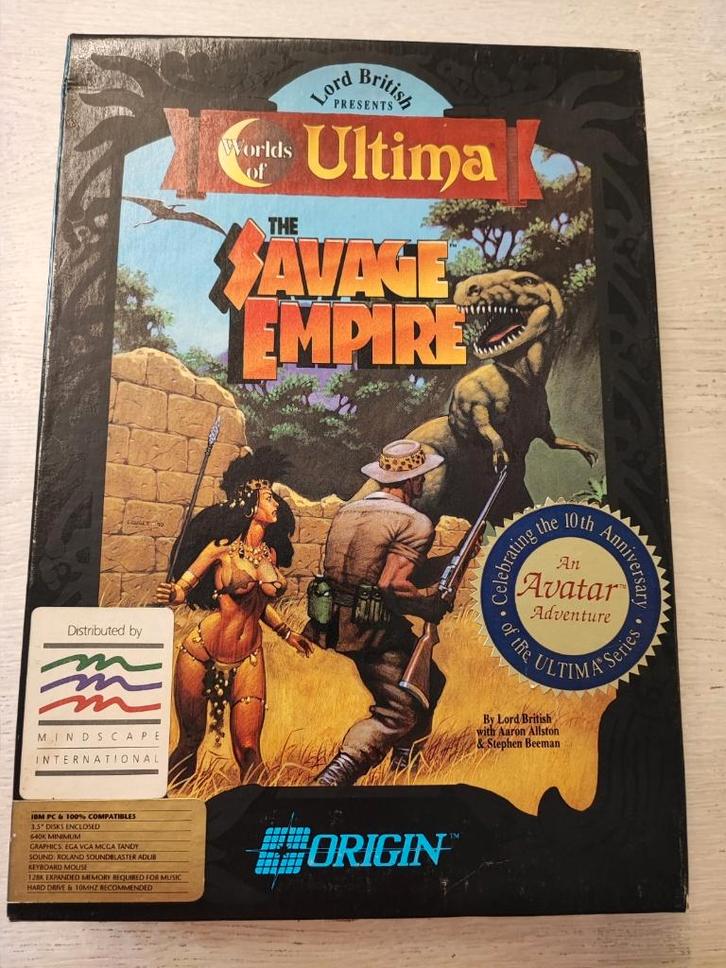 Lord British
PRESENTS
Worlds of Ultima
THE
SAVAGE™
EMPIRE
Celebrating the 10th Anniversary
of the ULTIMA® Series
An
Avatar™
Adventure
Distributed by
MINDSCAPE
INTERNATIONAL
By Lord British
with Aaron Allston
& Stephen Beeman
IBM PC & 100% COMPATIBLES
3.5" DISKS ENCLOSED
640K MINIMUM
GRAPHICS: EGA VGA MCGA TANDY
SOUND: ROLAND SOUNDBLASTER ADLIB
KEYBOARD MOUSE
128K EXPANDED MEMORY REQUIRED FOR MUSIC
HARD DRIVE & 10MHZ RECOMMENDED
ORIGIN™